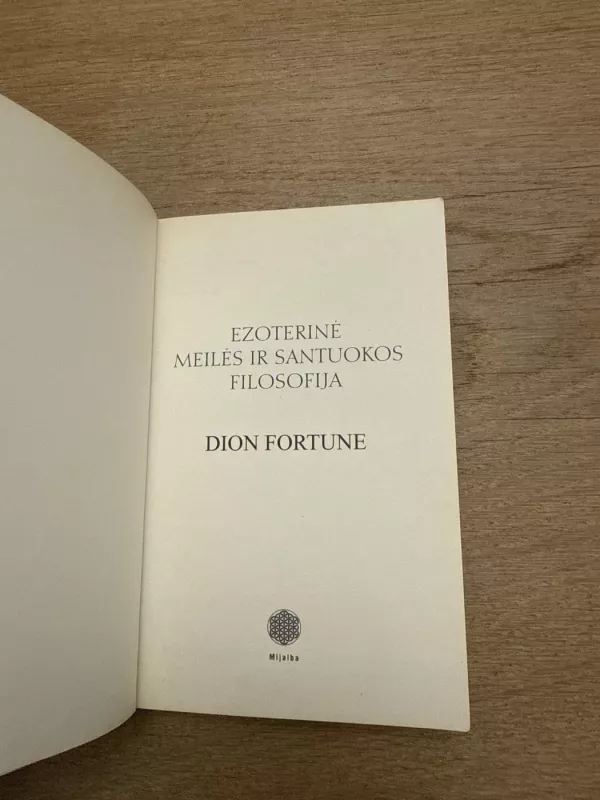 EZOTERINĖ
MEILĖS IR SANTUOKOS
FILOSOFIJA
DION FORTUNE
Mijalba